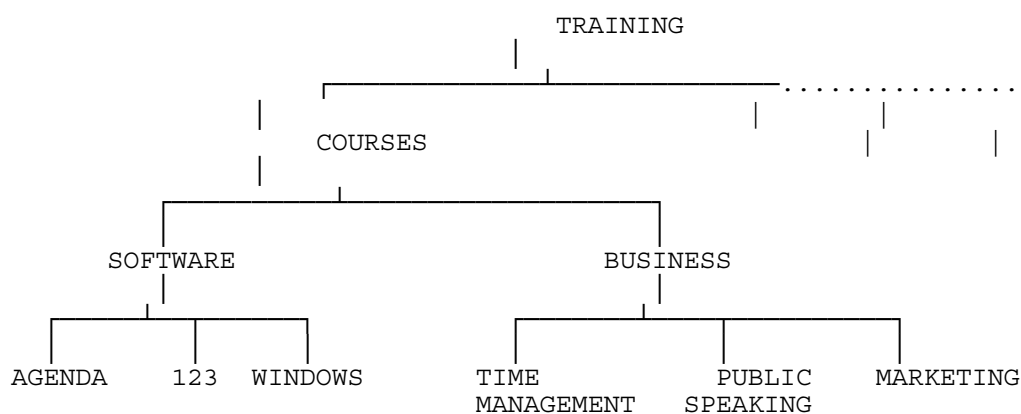 TRAINING
COURSES
SOFTWARE BUSINESS
AGENDA 123 WINDOWS TIME PUBLIC MARKETING
MANAGEMENT SPEAKING